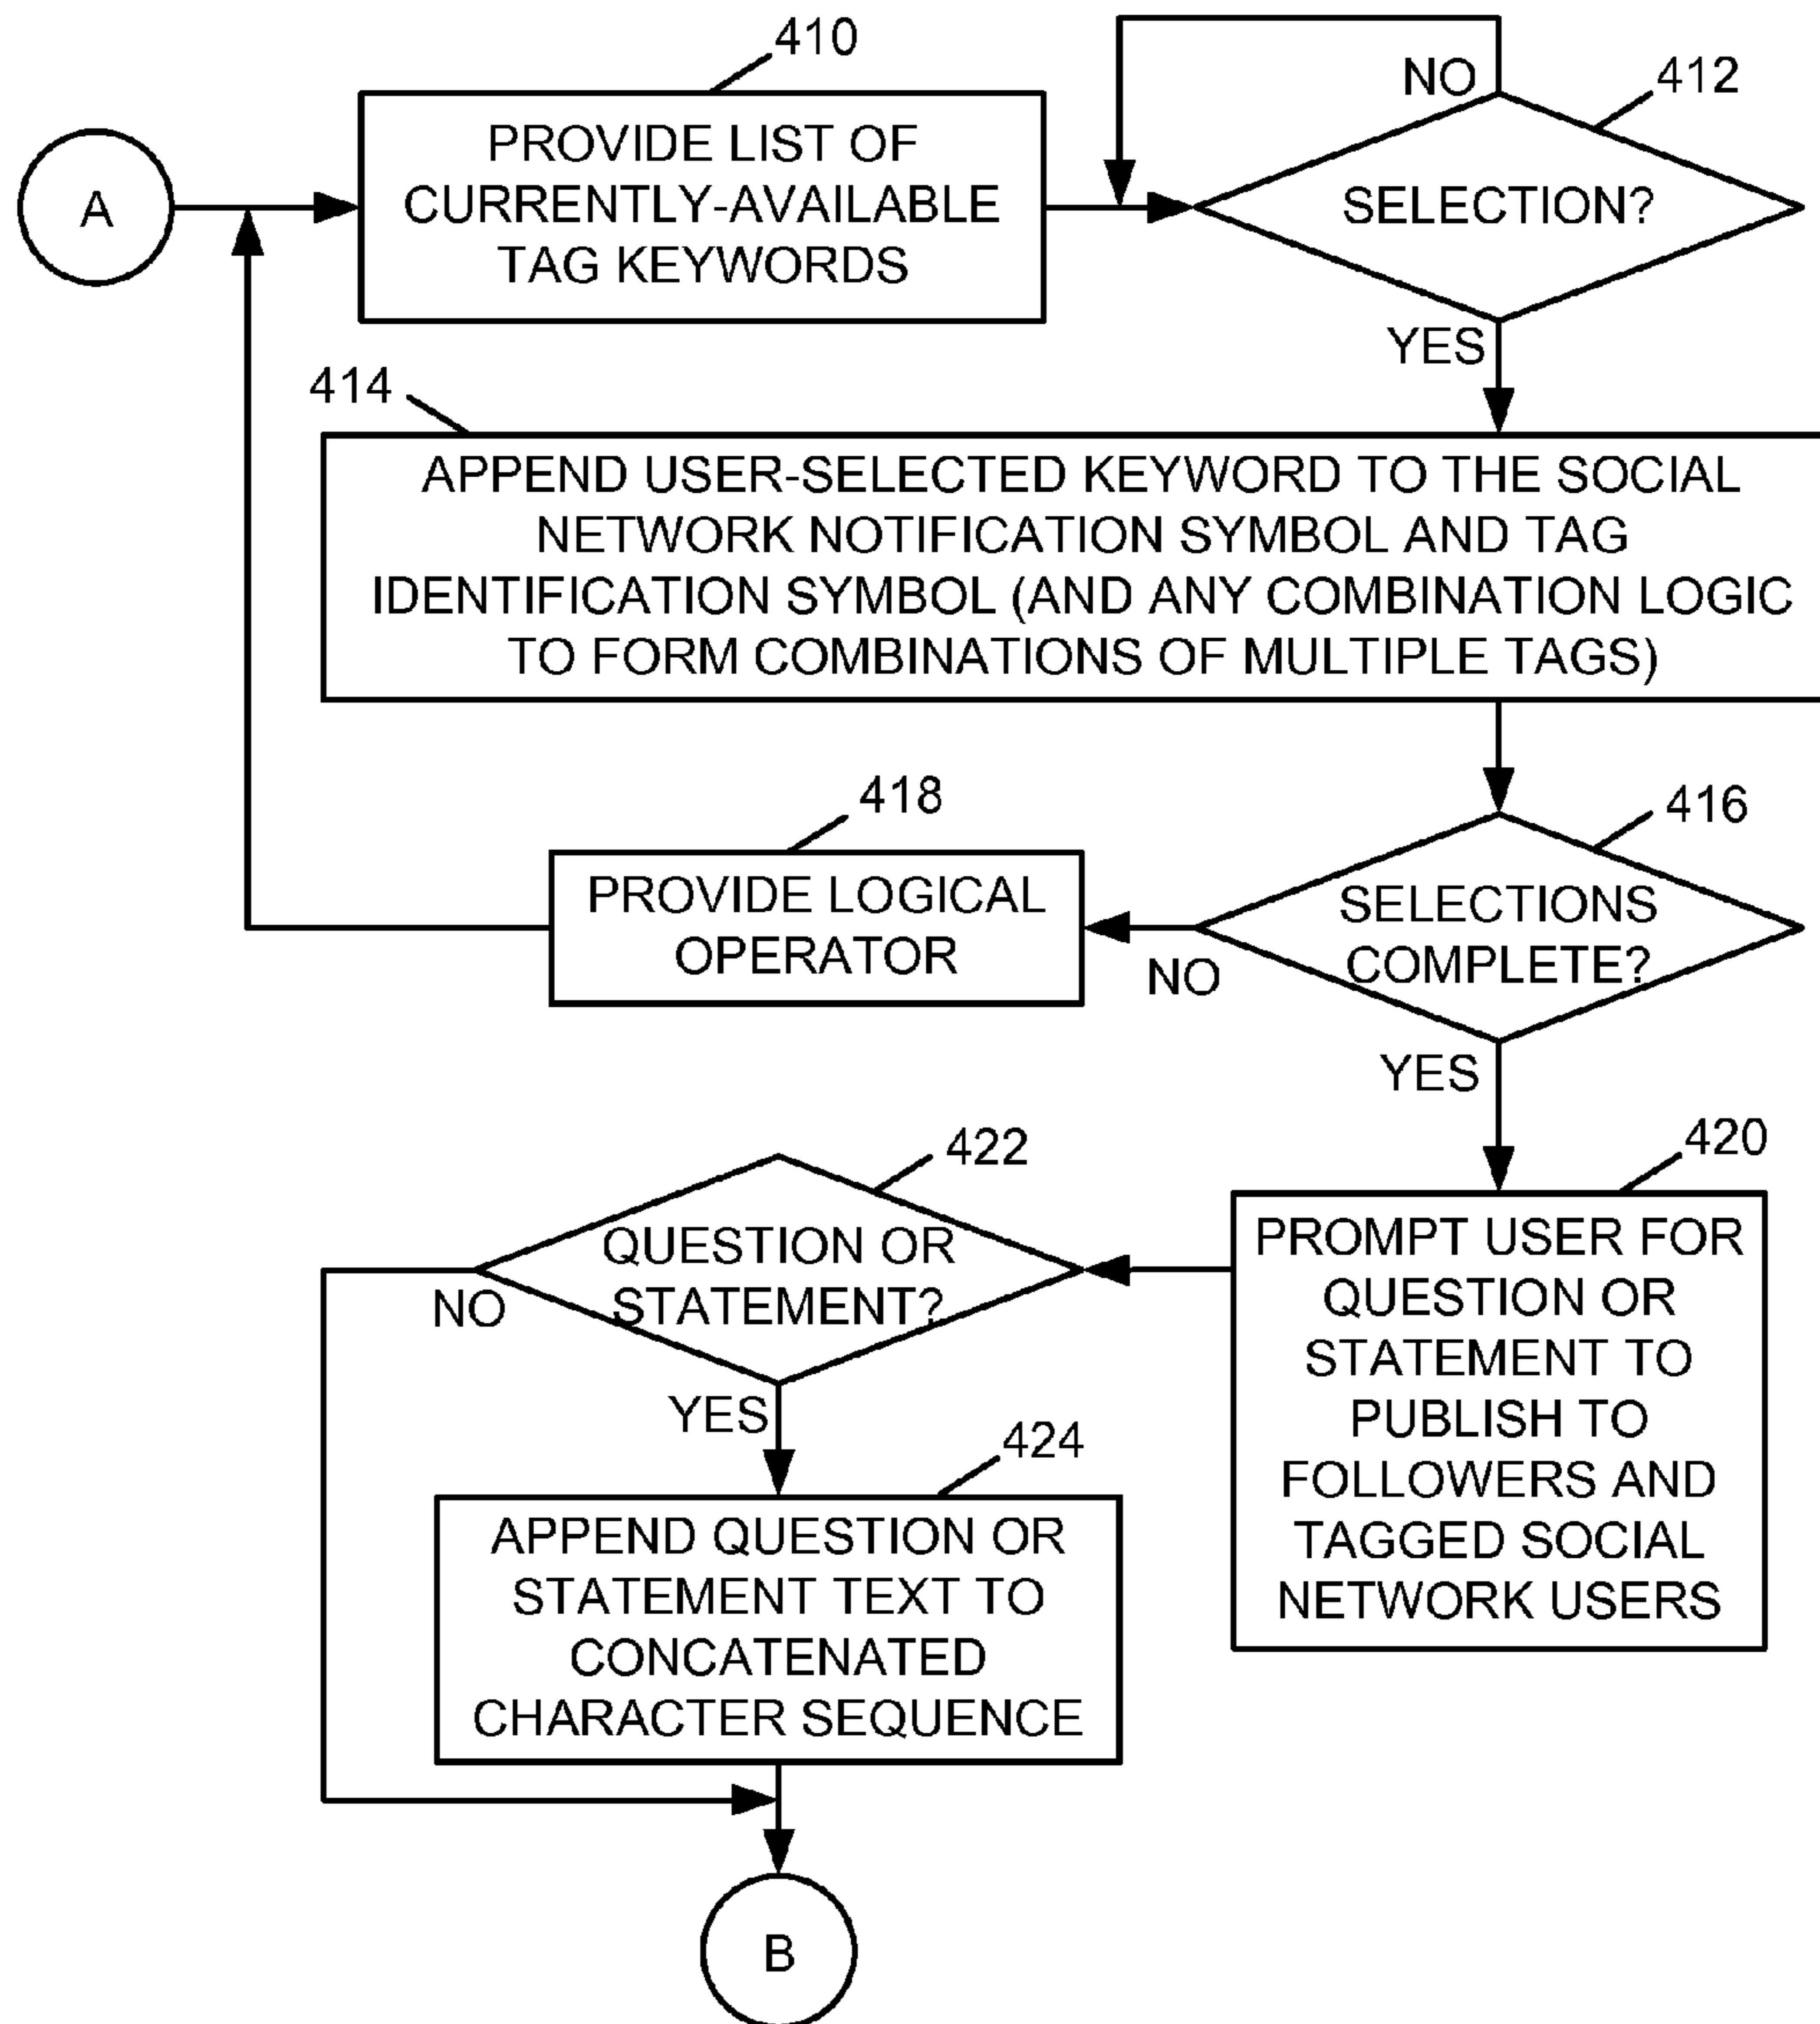 410
NO
412
A
PROVIDE LIST OF
CURRENTLY-AVAILABLE
TAG KEYWORDS
SELECTION?
YES
414
APPEND USER-SELECTED KEYWORD TO THE SOCIAL
NETWORK NOTIFICATION SYMBOL AND TAG
IDENTIFICATION SYMBOL (AND ANY COMBINATION LOGIC
TO FORM COMBINATIONS OF MULTIPLE TAGS)
418
416
PROVIDE LOGICAL
OPERATOR
SELECTIONS
COMPLETE?
NO
YES
422
420
QUESTION OR
STATEMENT?
NO
YES
PROMPT USER FOR
QUESTION OR
STATEMENT TO
PUBLISH TO
FOLLOWERS AND
TAGGED SOCIAL
NETWORK USERS
424
APPEND QUESTION OR
STATEMENT TEXT TO
CONCATENATED
CHARACTER SEQUENCE
B